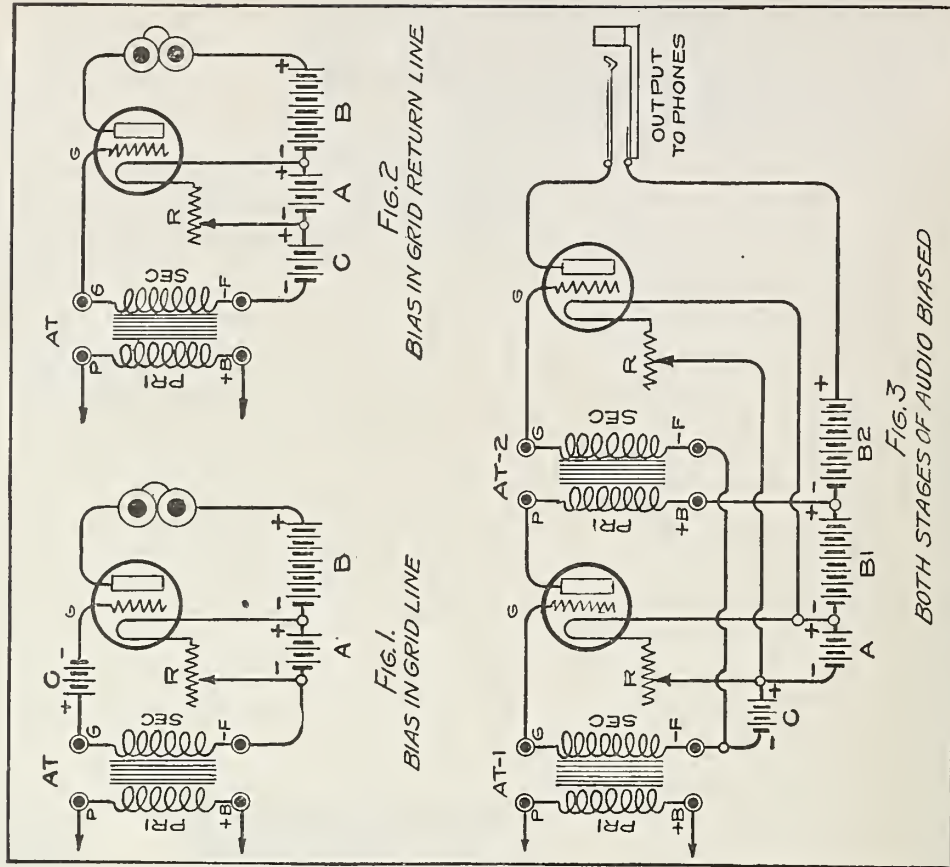 AT
P
G
PRI
SEC
+B
-F
+ C -
G
R
- A +
- B +
FIG.1.
BIAS IN GRID LINE
AT
P
G
PRI
SEC
+B
-F
G
R
- C +
- A +
- B +
FIG.2
BIAS IN GRID RETURN LINE
AT-1
P
G
PRI
SEC
+B
-F
G
R
AT-2
P
G
PRI
SEC
+B
-F
G
R
OUTPUT
TO PHONES
- C +
- A +
- B1 +
- B2 +
FIG.3
BOTH STAGES OF AUDIO BIASED